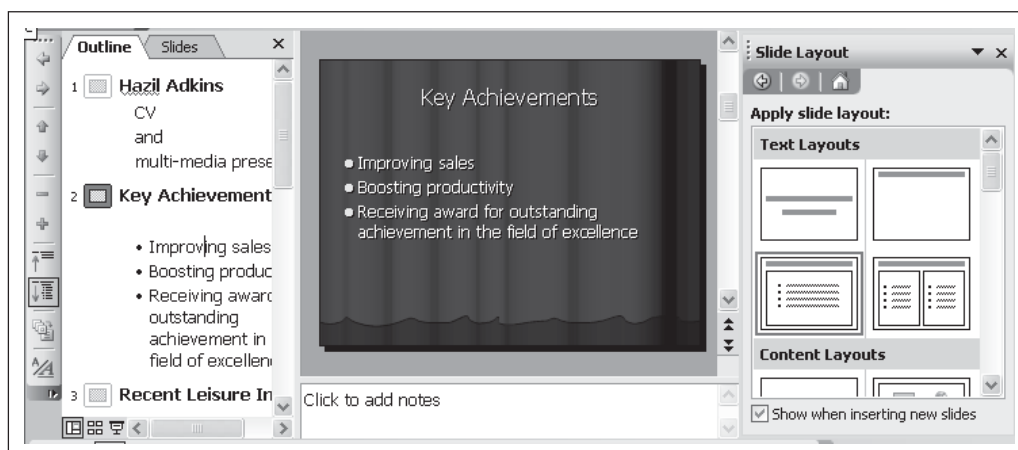 Outline
Slides
1 Hazil Adkins
CV
and
multi-media prese
2 Key Achievement
• Improving sales
• Boosting produc
• Receiving award
outstanding
achievement in
field of excellen
3 Recent Leisure In
Key Achievements
• Improving sales
• Boosting productivity
• Receiving award for outstanding
achievement in the field of excellence
Click to add notes
Slide Layout
Apply slide layout:
Text Layouts
Content Layouts
Show when inserting new slides